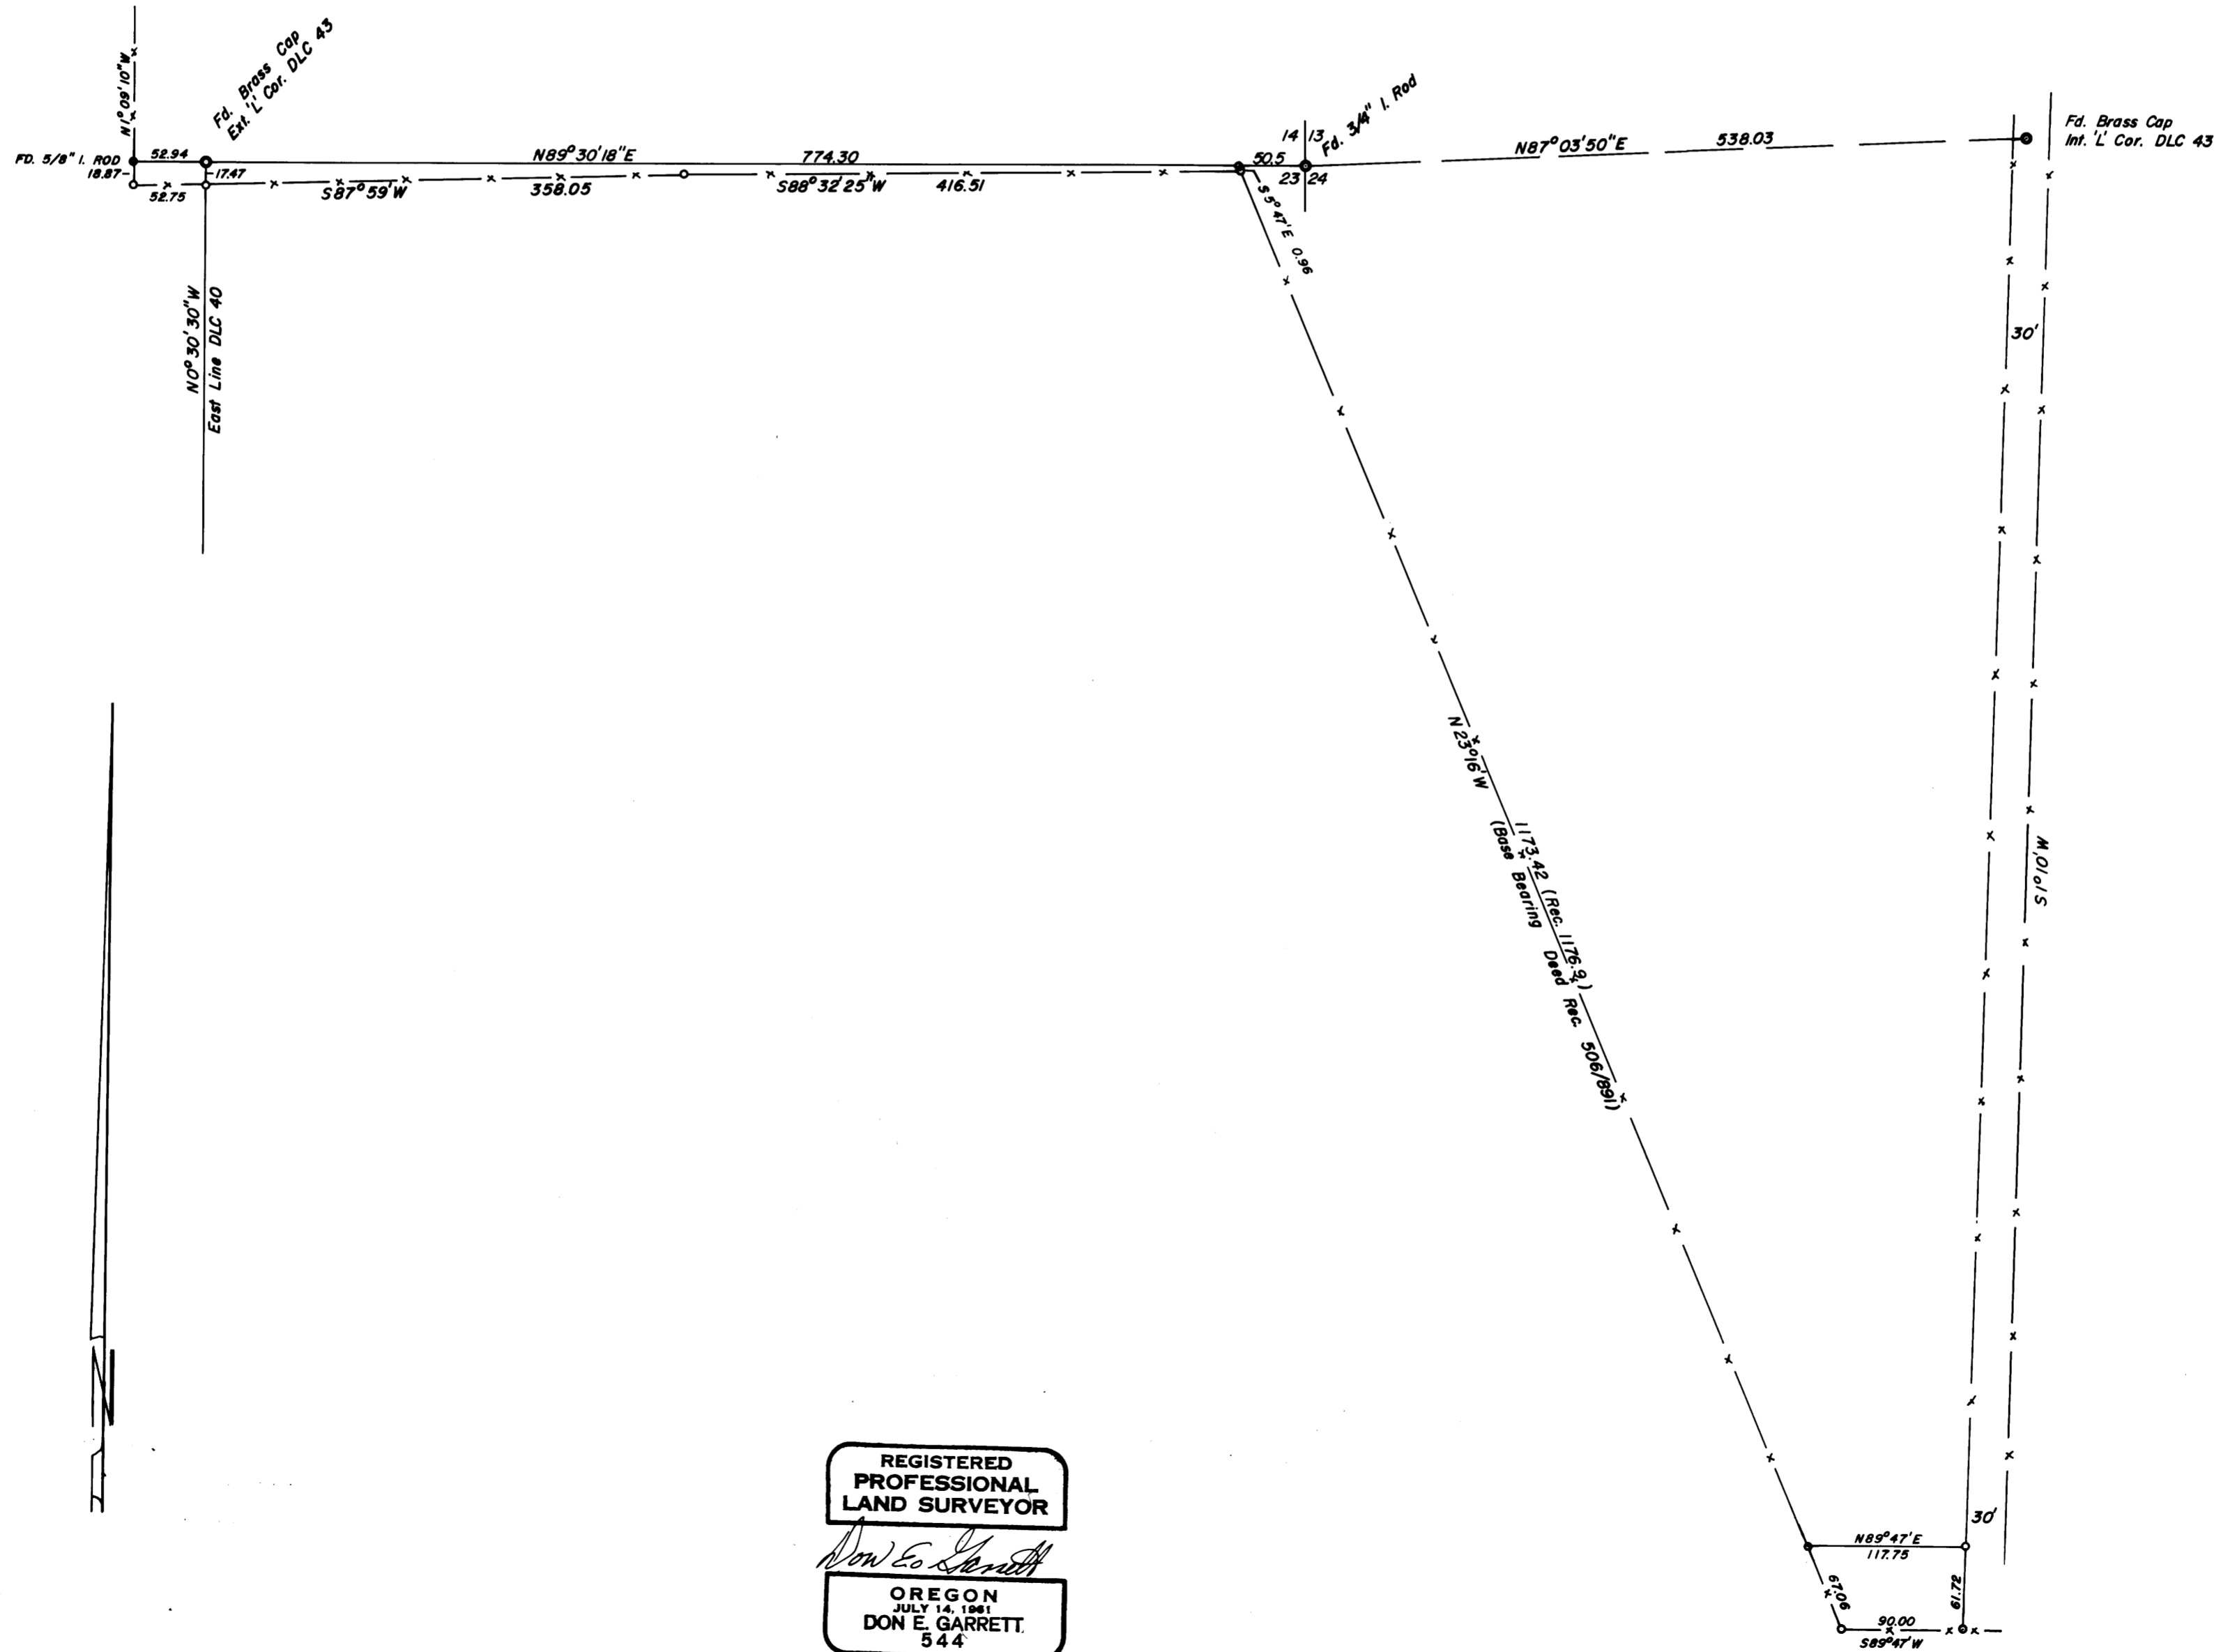 N1°09'10"W
Fd. Brass Cap
Ext. 'L' Cor. DLC 43
FD. 5/8" I. ROD
52.94
18.87
17.47
52.75
N89°30'18"E
774.30
S87°59'W
358.05
S88°32'25"W
416.51
50.5
14 13
23 24
Fd. 3/4" I. Rod
N87°03'50"E
538.03
Fd. Brass Cap
Int. 'L' Cor. DLC 43
S5°47'E 0.96
N0°30'30"W
East Line DLC 40
30'
N23°16'W
1173.42 (Rec. 1176.9)
(Base Bearing Deed Rec. 506/891)
S1°10'W
N
30'
N89°47'E
117.75
67.06
61.72
90.00
S89°47'W
REGISTERED
PROFESSIONAL
LAND SURVEYOR
Don E. Garrett
OREGON
JULY 14, 1961
DON E. GARRETT
544